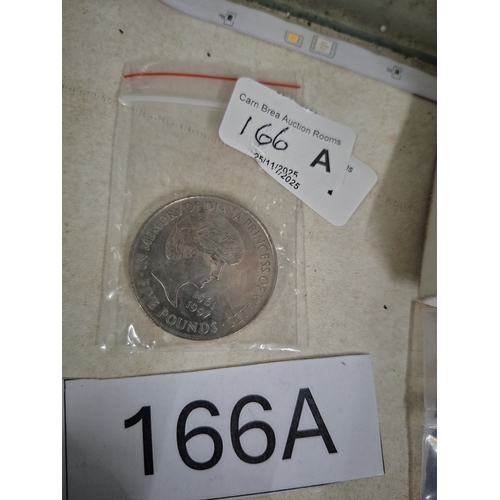 Carn Brea Auction Rooms
166 A
25/11/2025
/2025
IN MEMORY OF DIANA PRINCESS OF
1961
1997
FIVE POUNDS
166A